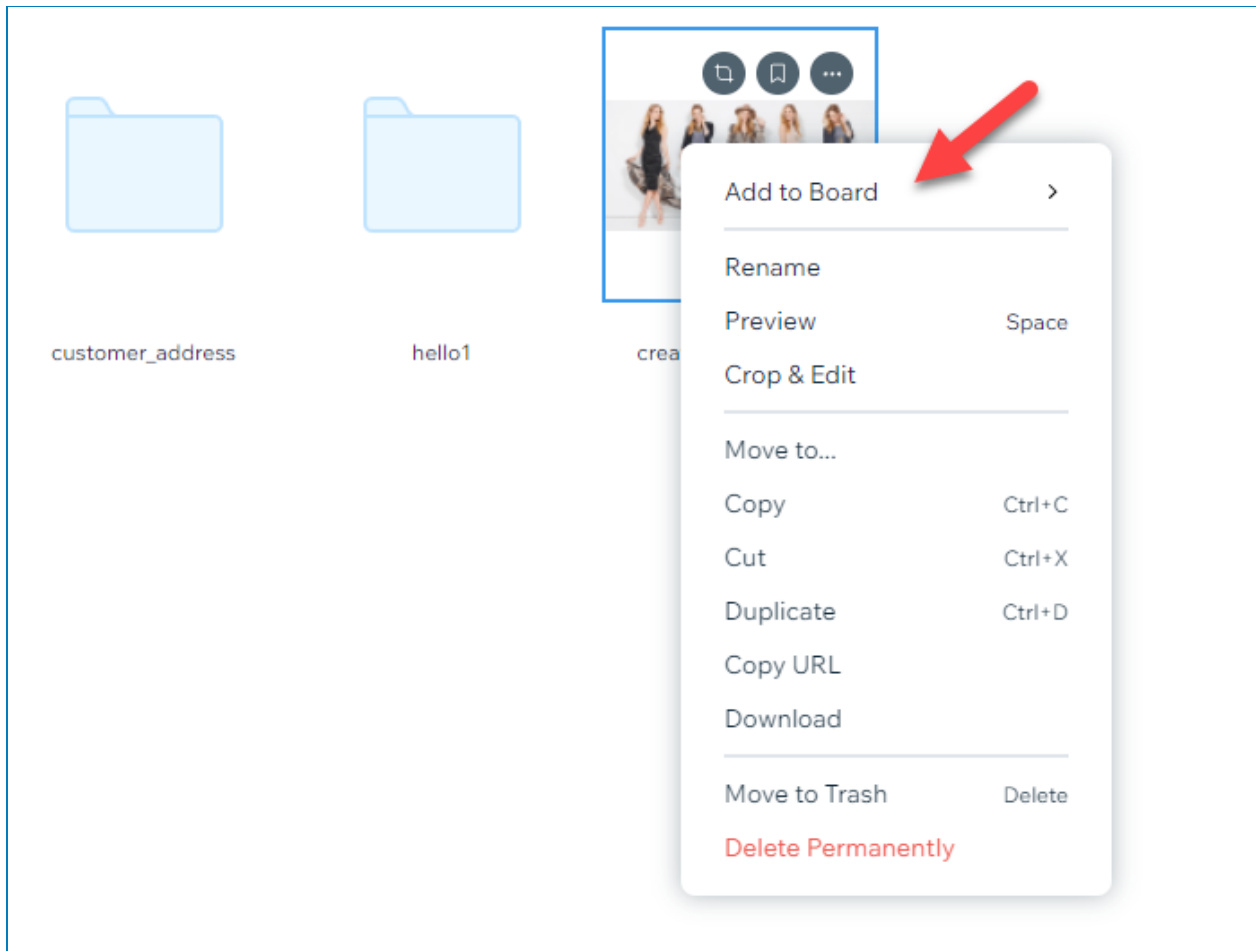 customer_address
hello1
crea
Add to Board
Rename
Preview Space
Crop & Edit
Move to...
Copy Ctrl+C
Cut Ctrl+X
Duplicate Ctrl+D
Copy URL
Download
Move to Trash Delete
Delete Permanently